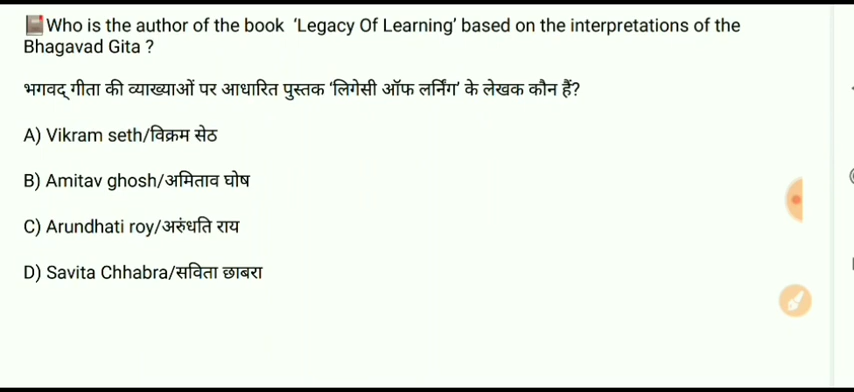 Who is the author of the book 'Legacy Of Learning' based on the interpretations of the
Bhagavad Gita ?
भगवद् गीता की व्याख्याओं पर आधारित पुस्तक 'लिगेसी ऑफ लर्निंग' के लेखक कौन हैं?
A) Vikram seth/विक्रम सेठ
B) Amitav ghosh/अमिताव घोष
C) Arundhati roy/अरुंधति राय
D) Savita Chhabra/सविता छाबरा